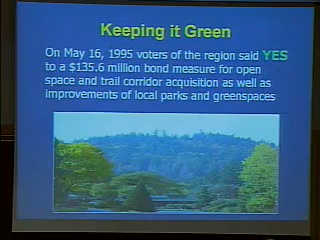 Keeping it Green
On May 16, 1995 voters of the region said YES
to a $135.6 million bond measure for open
space and trail corridor acquisition as well as
improvements of local parks and greenspaces